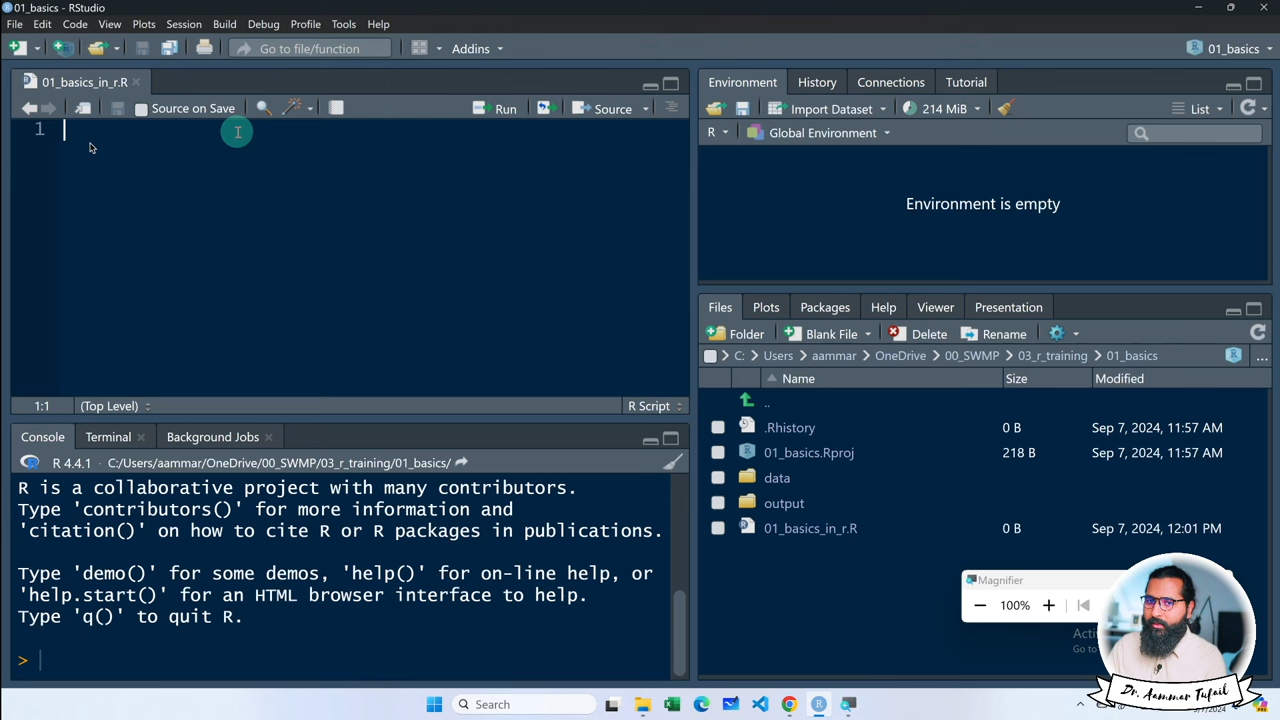 01_basics - RStudio
File Edit Code View Plots Session Build Debug Profile Tools Help
Go to file/function Addins 01_basics
01_basics_in_r.R
Source on Save Run Source
1
1:1 (Top Level) R Script
Console Terminal Background Jobs
R 4.4.1 · C:/Users/aammar/OneDrive/00_SWMP/03_r_training/01_basics/
R is a collaborative project with many contributors.
Type 'contributors()' for more information and
'citation()' on how to cite R or R packages in publications.
Type 'demo()' for some demos, 'help()' for on-line help, or
'help.start()' for an HTML browser interface to help.
Type 'q()' to quit R.
>
Environment History Connections Tutorial
Import Dataset 214 MiB List
R Global Environment
Environment is empty
Files Plots Packages Help Viewer Presentation
Folder Blank File Delete Rename
C: Users aammar OneDrive 00_SWMP 03_r_training 01_basics ...
Name Size Modified
..
.Rhistory 0 B Sep 7, 2024, 11:57 AM
01_basics.Rproj 218 B Sep 7, 2024, 11:57 AM
data
output
01_basics_in_r.R 0 B Sep 7, 2024, 12:01 PM
Magnifier
100%
Dr. Aammar Tufail
Search